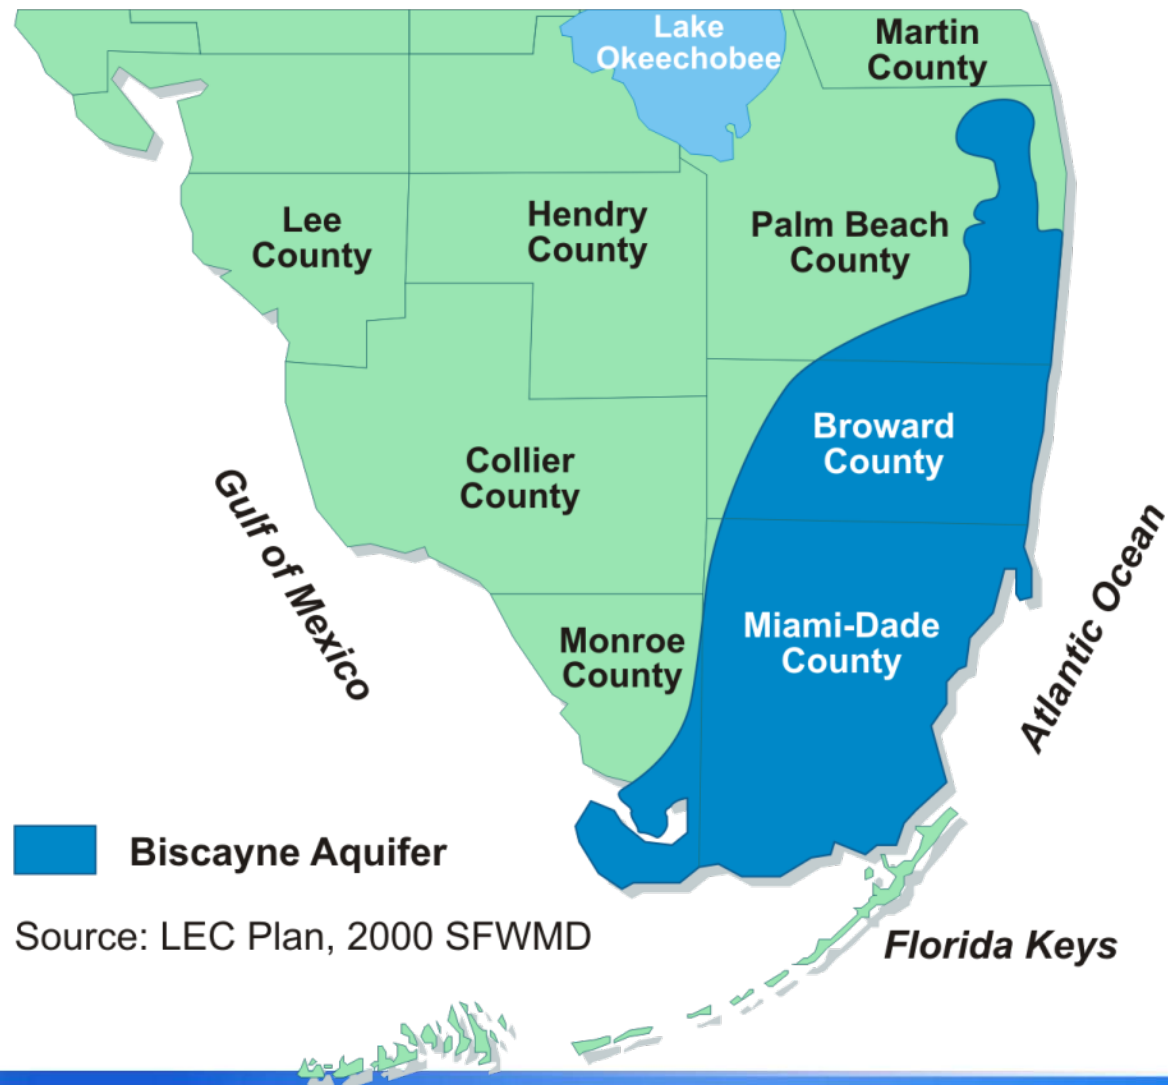 Lake
Okeechobee
Martin
County
Lee
County
Hendry
County
Palm Beach
County
Broward
County
Collier
County
Gulf of Mexico
Monroe
County
Miami-Dade
County
Atlantic Ocean
Biscayne Aquifer
Source: LEC Plan, 2000 SFWMD
Florida Keys